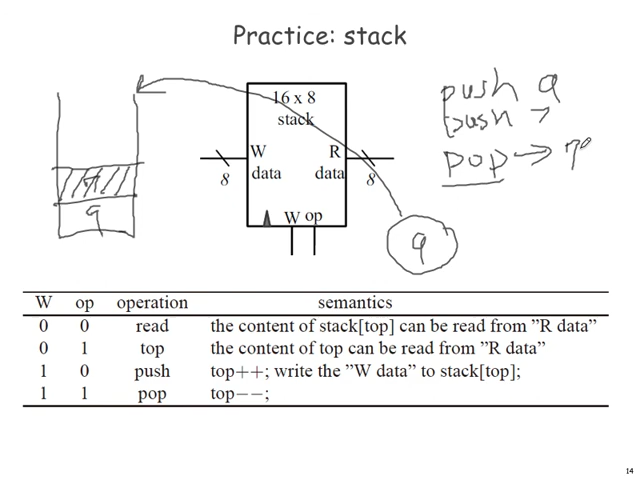 Practice: stack
push 9
push 7
pop → 7
16 x 8
stack
W R
data data
8 8
W op
9
9
W op operation semantics
0 0 read the content of stack[top] can be read from ”R data”
0 1 top the content of top can be read from ”R data”
1 0 push top++; write the ”W data” to stack[top];
1 1 pop top−−;
14